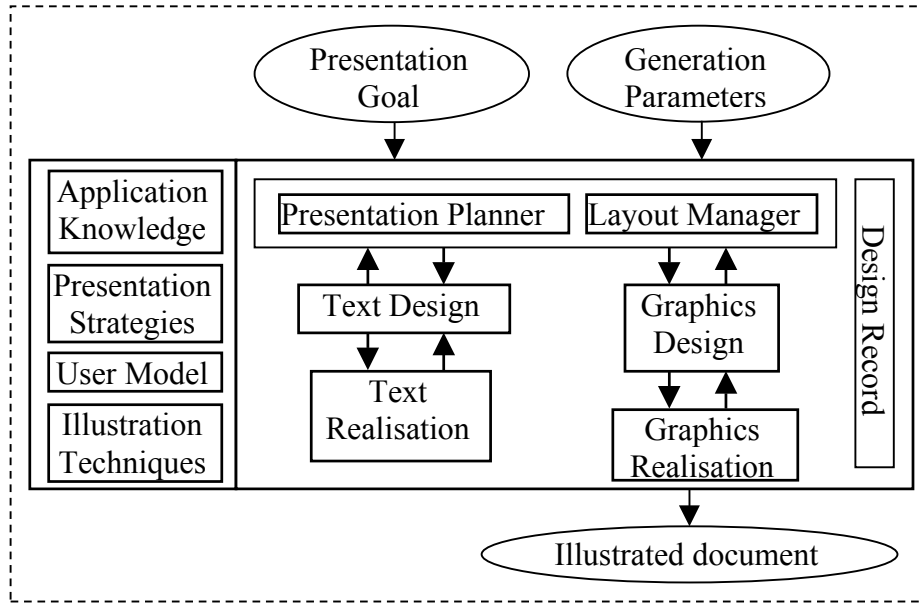 Presentation
Goal
Generation
Parameters
Application
Knowledge
Presentation
Strategies
User Model
Illustration
Techniques
Presentation Planner
Layout Manager
Text Design
Text
Realisation
Graphics
Design
Graphics
Realisation
Design Record
Illustrated document